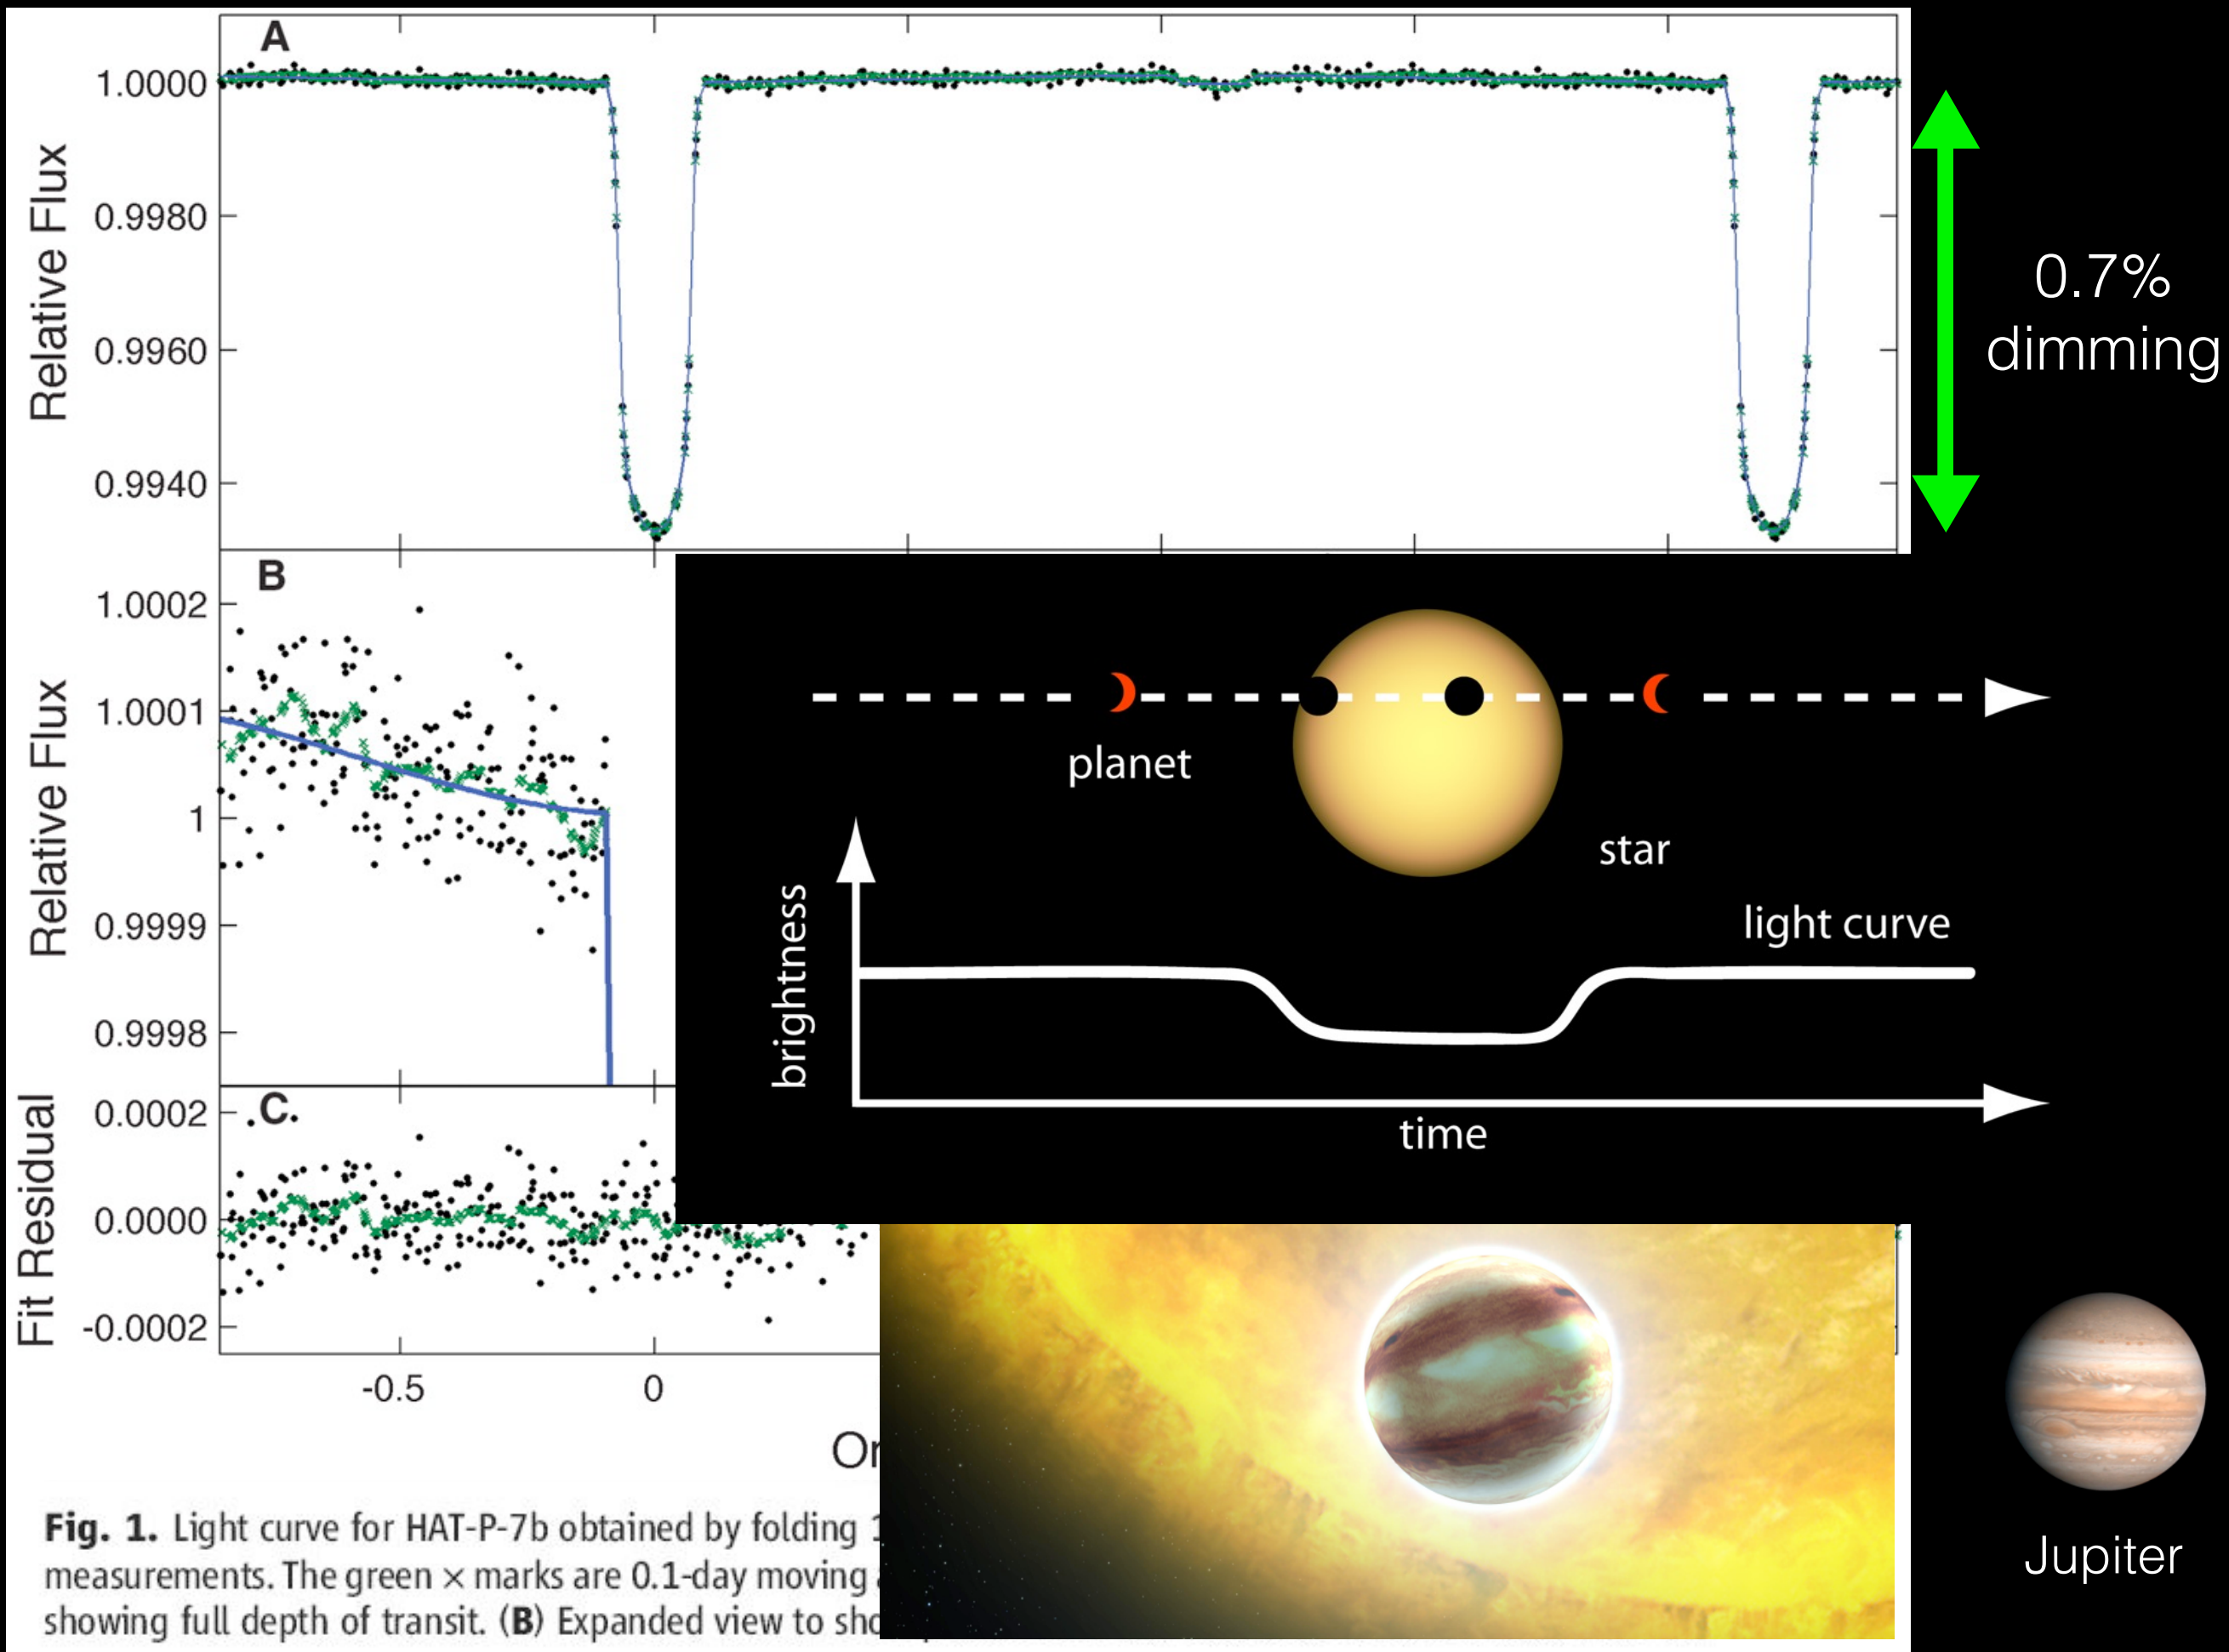 A
1.0000
0.9980
0.9960
0.9940
Relative Flux
0.7%
dimming
B
1.0002
1.0001
1
0.9999
0.9998
Relative Flux
planet
star
light curve
brightness
time
C.
0.0002
0.0000
-0.0002
Fit Residual
-0.5
0
Jupiter
Fig. 1. Light curve for HAT-P-7b obtained by folding
measurements. The green × marks are 0.1-day moving
showing full depth of transit. (B) Expanded view to